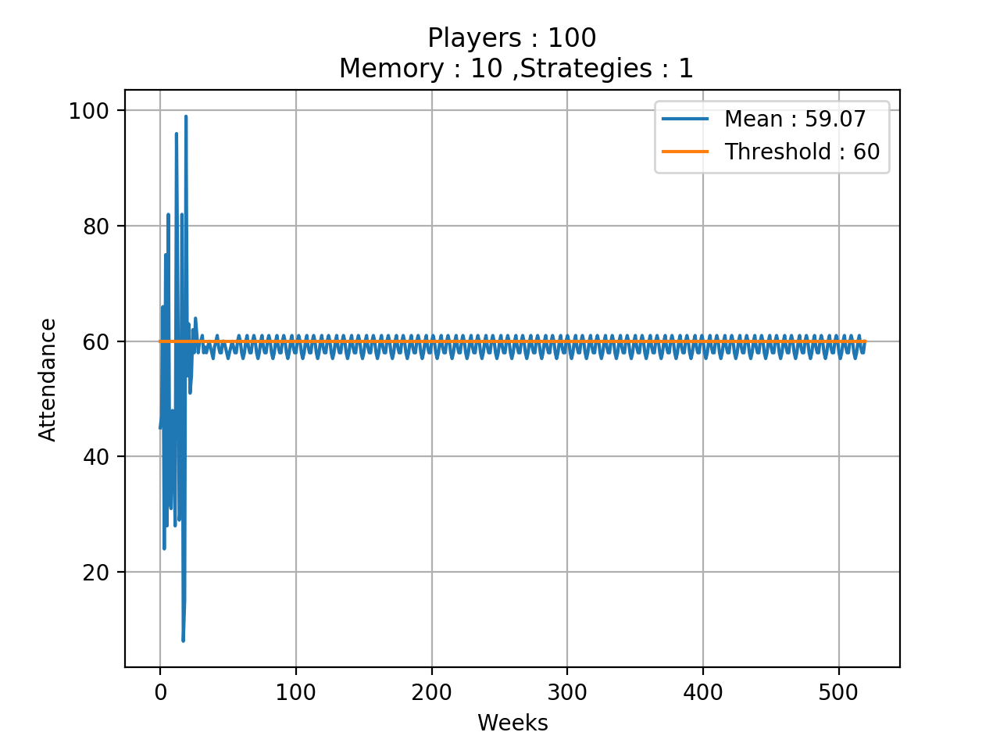 Players : 100
Memory : 10 ,Strategies : 1
Mean : 59.07
Threshold : 60
100
80
60
40
20
Attendance
0 100 200 300 400 500
Weeks